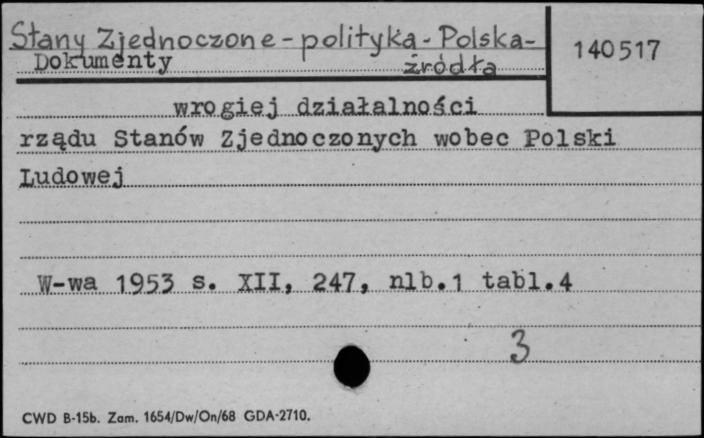 Stany Zjednoczone - polityka - Polska -
140517
Dokumenty źródła
wrogiej działalności
rządu Stanów Zjednoczonych wobec Polski
Ludowej
W-wa 1953 s. XII, 247, nlb.1 tabl.4
3
CWD B-15b. Zam. 1654/Dw/On/68 GDA-2710.